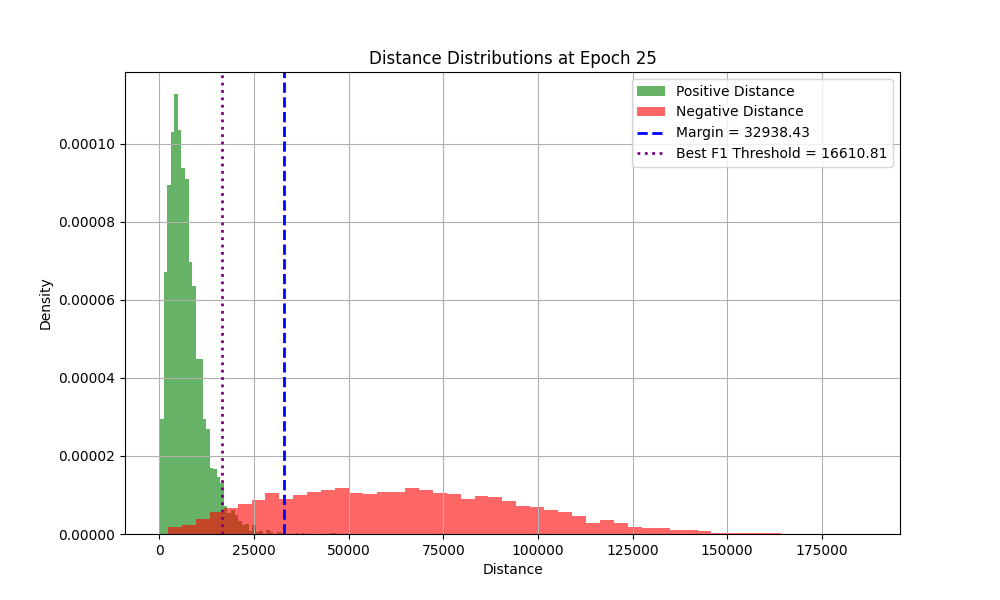 Distance Distributions at Epoch 25
Positive Distance
Negative Distance
Margin = 32938.43
Best F1 Threshold = 16610.81
Density
0.00010
0.00008
0.00006
0.00004
0.00002
0.00000
0 25000 50000 75000 100000 125000 150000 175000
Distance